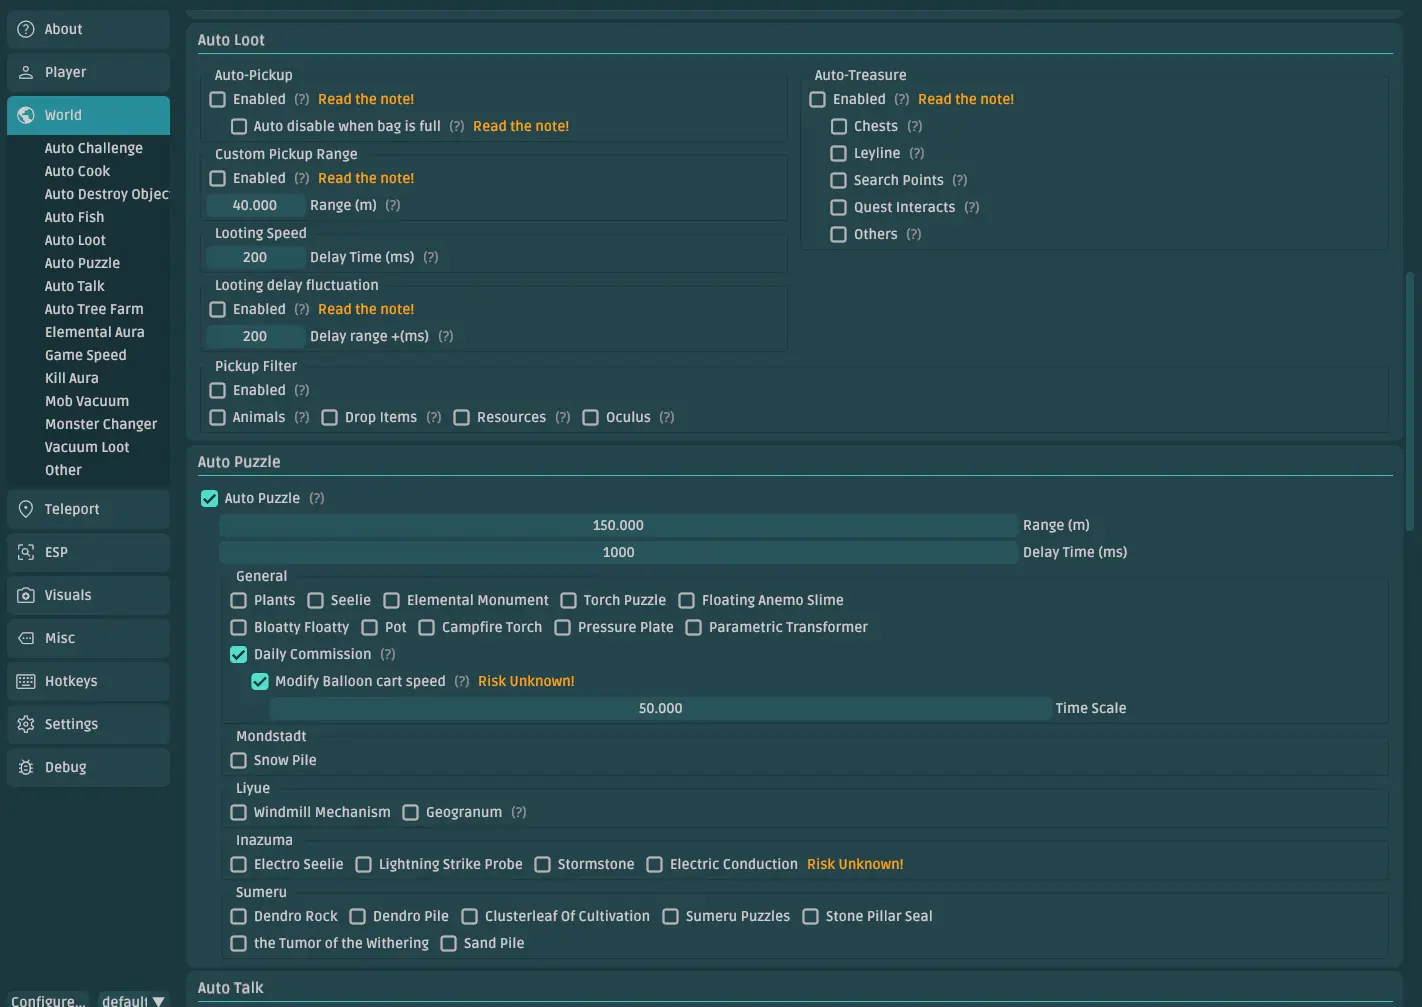 About
Player
World
Auto Challenge
Auto Cook
Auto Destroy Objec
Auto Fish
Auto Loot
Auto Puzzle
Auto Talk
Auto Tree Farm
Elemental Aura
Game Speed
Kill Aura
Mob Vacuum
Monster Changer
Vacuum Loot
Other
Teleport
ESP
Visuals
Misc
Hotkeys
Settings
Debug
Configure... default
Auto Loot
Auto-Pickup
Enabled (?) Read the note!
Auto disable when bag is full (?) Read the note!
Custom Pickup Range
Enabled (?) Read the note!
40.000 Range (m) (?)
Looting Speed
200 Delay Time (ms) (?)
Looting delay fluctuation
Enabled (?) Read the note!
200 Delay range +(ms) (?)
Auto-Treasure
Enabled (?) Read the note!
Chests (?)
Leyline (?)
Search Points (?)
Quest Interacts (?)
Others (?)
Pickup Filter
Enabled (?)
Animals (?) Drop Items (?) Resources (?) Oculus (?)
Auto Puzzle
Auto Puzzle (?)
150.000 Range (m)
1000 Delay Time (ms)
General
Plants Seelie Elemental Monument Torch Puzzle Floating Anemo Slime
Bloatty Floatty Pot Campfire Torch Pressure Plate Parametric Transformer
Daily Commission (?)
Modify Balloon cart speed (?) Risk Unknown!
50.000 Time Scale
Mondstadt
Snow Pile
Liyue
Windmill Mechanism Geogranum (?)
Inazuma
Electro Seelie Lightning Strike Probe Stormstone Electric Conduction Risk Unknown!
Sumeru
Dendro Rock Dendro Pile Clusterleaf Of Cultivation Sumeru Puzzles Stone Pillar Seal
the Tumor of the Withering Sand Pile
Auto Talk